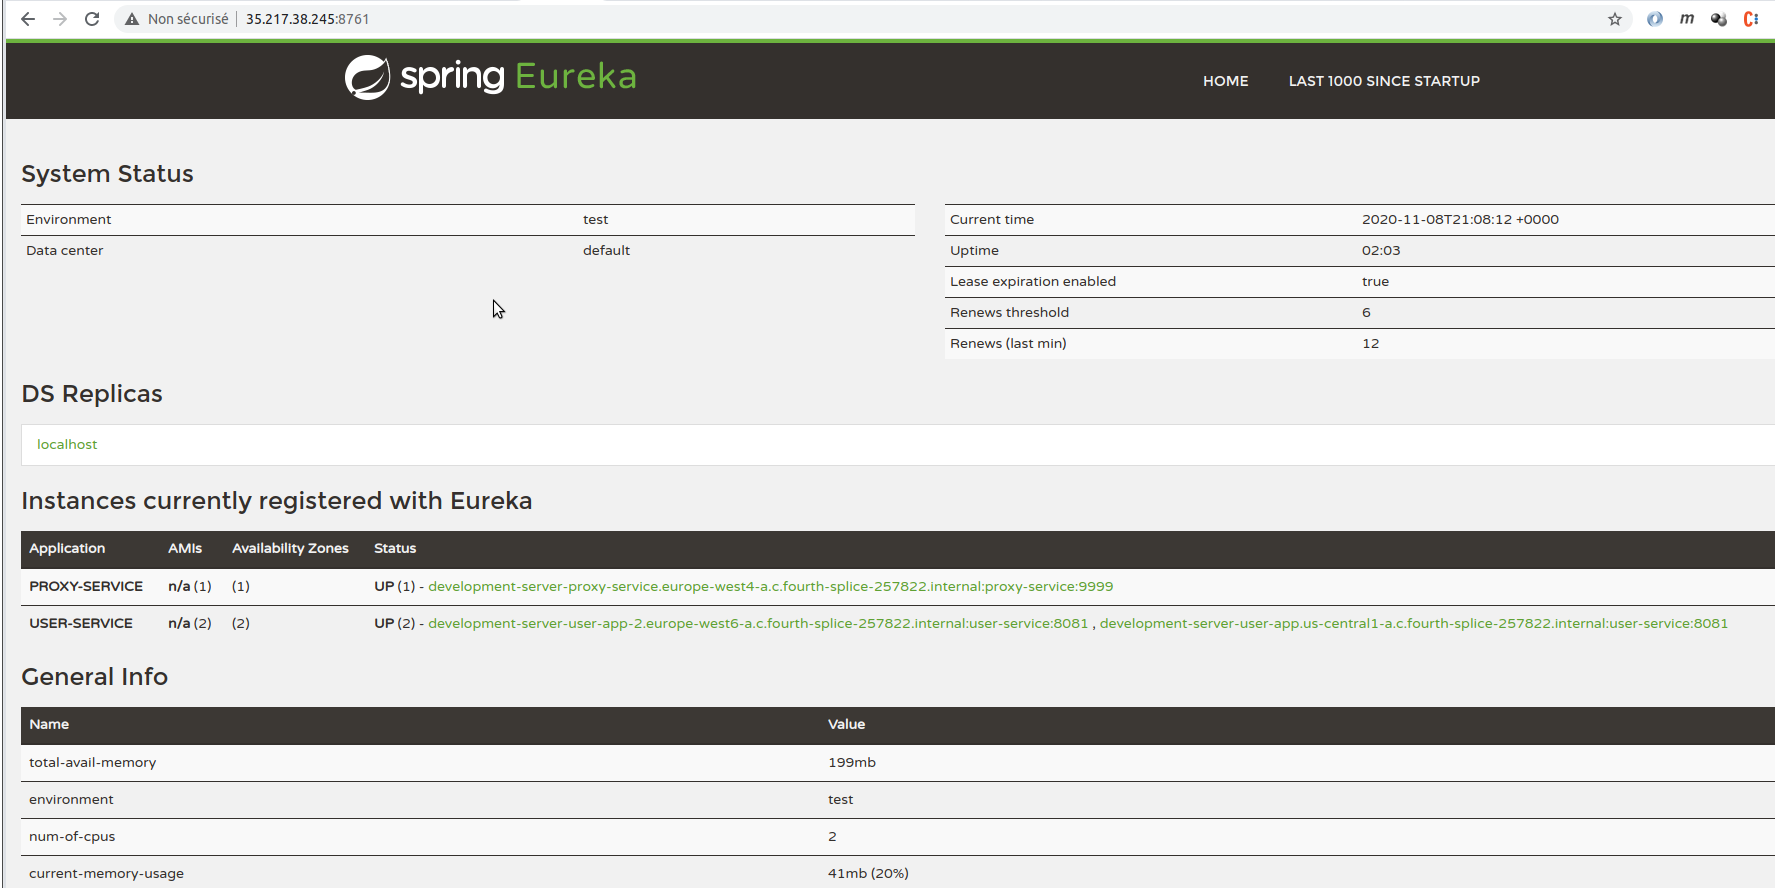 Non sécurisé | 35.217.38.245:8761
m
spring Eureka
HOME LAST 1000 SINCE STARTUP
System Status
Environment test
Data center default
Current time 2020-11-08T21:08:12 +0000
Uptime 02:03
Lease expiration enabled true
Renews threshold 6
Renews (last min) 12
DS Replicas
localhost
Instances currently registered with Eureka
Application AMIs Availability Zones Status
PROXY-SERVICE n/a (1) (1) UP (1) - development-server-proxy-service.europe-west4-a.c.fourth-splice-257822.internal:proxy-service:9999
USER-SERVICE n/a (2) (2) UP (2) - development-server-user-app-2.europe-west6-a.c.fourth-splice-257822.internal:user-service:8081 , development-server-user-app.us-central1-a.c.fourth-splice-257822.internal:user-service:8081
General Info
Name Value
total-avail-memory 199mb
environment test
num-of-cpus 2
current-memory-usage 41mb (20%)